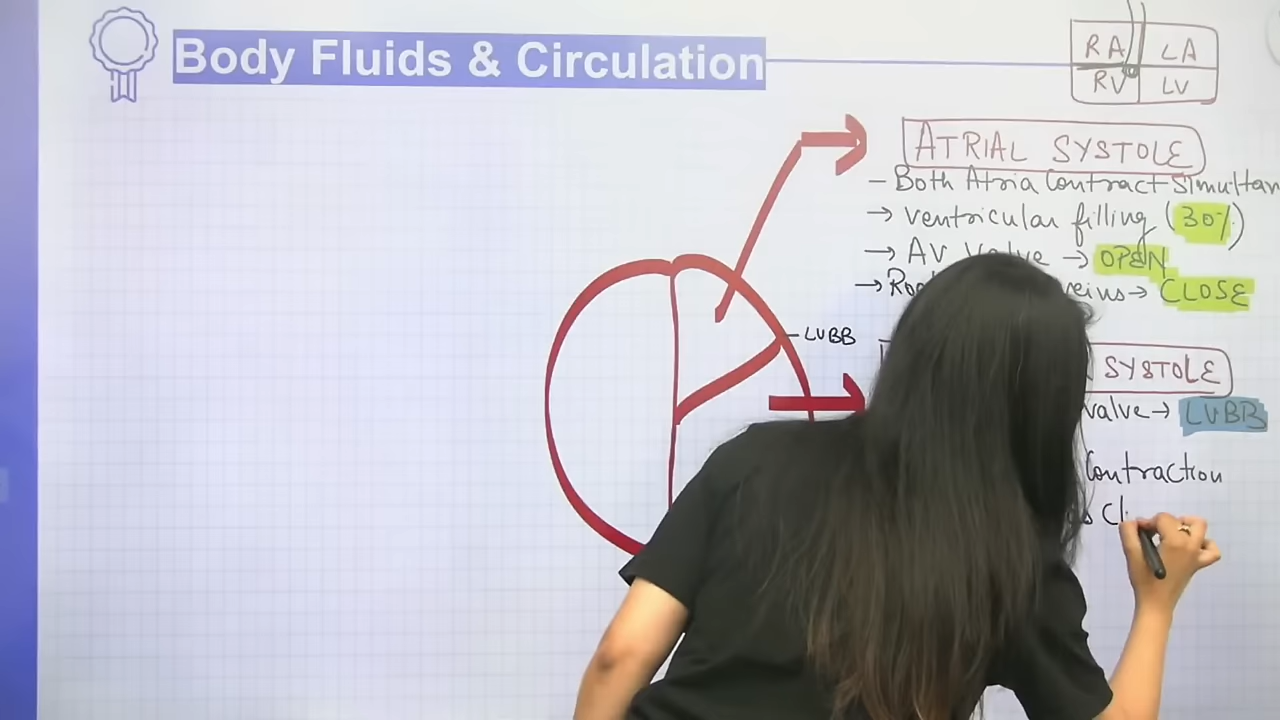 Body Fluids & Circulation
RA LA
RV LV
ATRIAL SYSTOLE
- Both Atria Contract
→ Ventricular filling (30%)
→ AV Valve → OPEN
→ veins → CLOSE
LUBB
SYSTOLE
valve → LUBB
Contraction